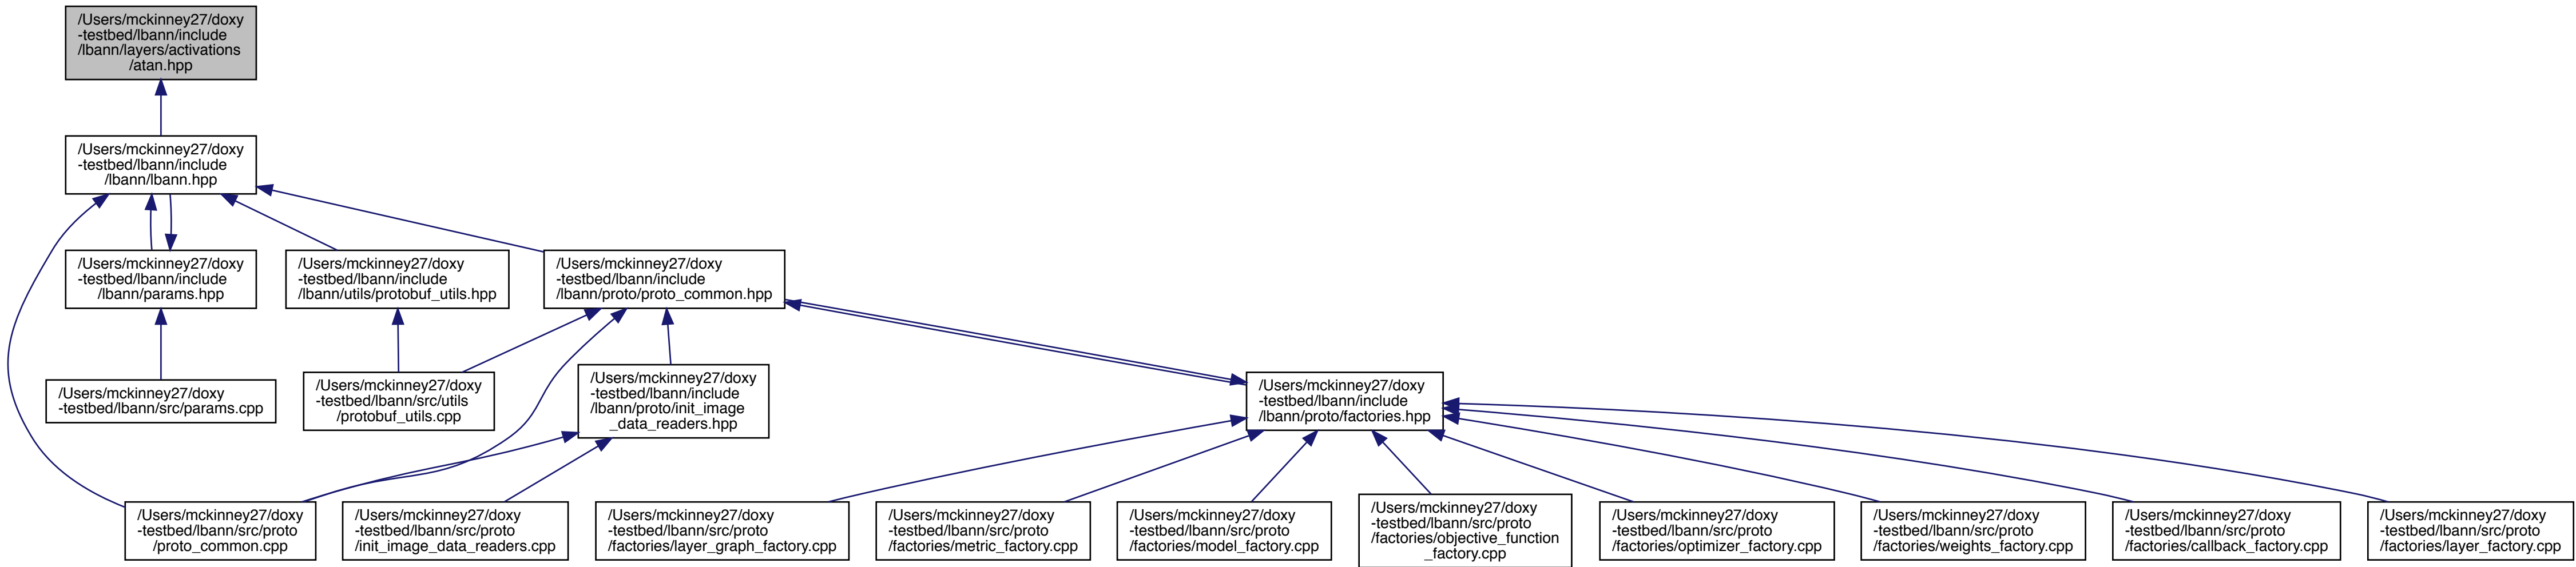 /Users/mckinney27/doxy
-testbed/lbann/include
/lbann/layers/activations
/atan.hpp
/Users/mckinney27/doxy
-testbed/lbann/include
/lbann/lbann.hpp
/Users/mckinney27/doxy
-testbed/lbann/include
/lbann/params.hpp
/Users/mckinney27/doxy
-testbed/lbann/include
/lbann/utils/protobuf_utils.hpp
/Users/mckinney27/doxy
-testbed/lbann/include
/lbann/proto/proto_common.hpp
/Users/mckinney27/doxy
-testbed/lbann/src/params.cpp
/Users/mckinney27/doxy
-testbed/lbann/src/utils
/protobuf_utils.cpp
/Users/mckinney27/doxy
-testbed/lbann/include
/lbann/proto/init_image
_data_readers.hpp
/Users/mckinney27/doxy
-testbed/lbann/include
/lbann/proto/factories.hpp
/Users/mckinney27/doxy
-testbed/lbann/src/proto
/proto_common.cpp
/Users/mckinney27/doxy
-testbed/lbann/src/proto
/init_image_data_readers.cpp
/Users/mckinney27/doxy
-testbed/lbann/src/proto
/factories/layer_graph_factory.cpp
/Users/mckinney27/doxy
-testbed/lbann/src/proto
/factories/metric_factory.cpp
/Users/mckinney27/doxy
-testbed/lbann/src/proto
/factories/model_factory.cpp
/Users/mckinney27/doxy
-testbed/lbann/src/proto
/factories/objective_function
_factory.cpp
/Users/mckinney27/doxy
-testbed/lbann/src/proto
/factories/optimizer_factory.cpp
/Users/mckinney27/doxy
-testbed/lbann/src/proto
/factories/weights_factory.cpp
/Users/mckinney27/doxy
-testbed/lbann/src/proto
/factories/callback_factory.cpp
/Users/mckinney27/doxy
-testbed/lbann/src/proto
/factories/layer_factory.cpp